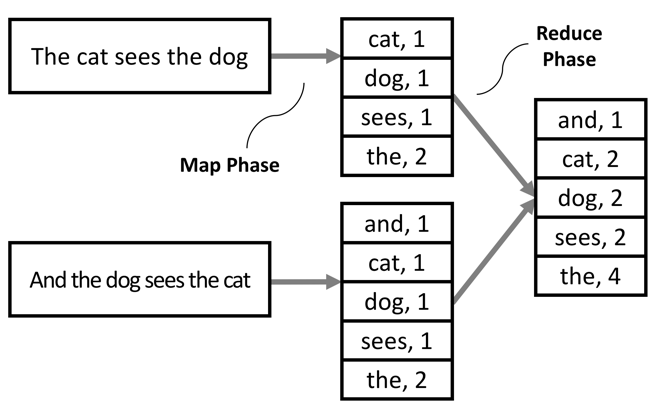 The cat sees the dog
cat, 1
dog, 1
sees, 1
the, 2
Map Phase
Reduce
Phase
And the dog sees the cat
and, 1
cat, 1
dog, 1
sees, 1
the, 2
and, 1
cat, 2
dog, 2
sees, 2
the, 4